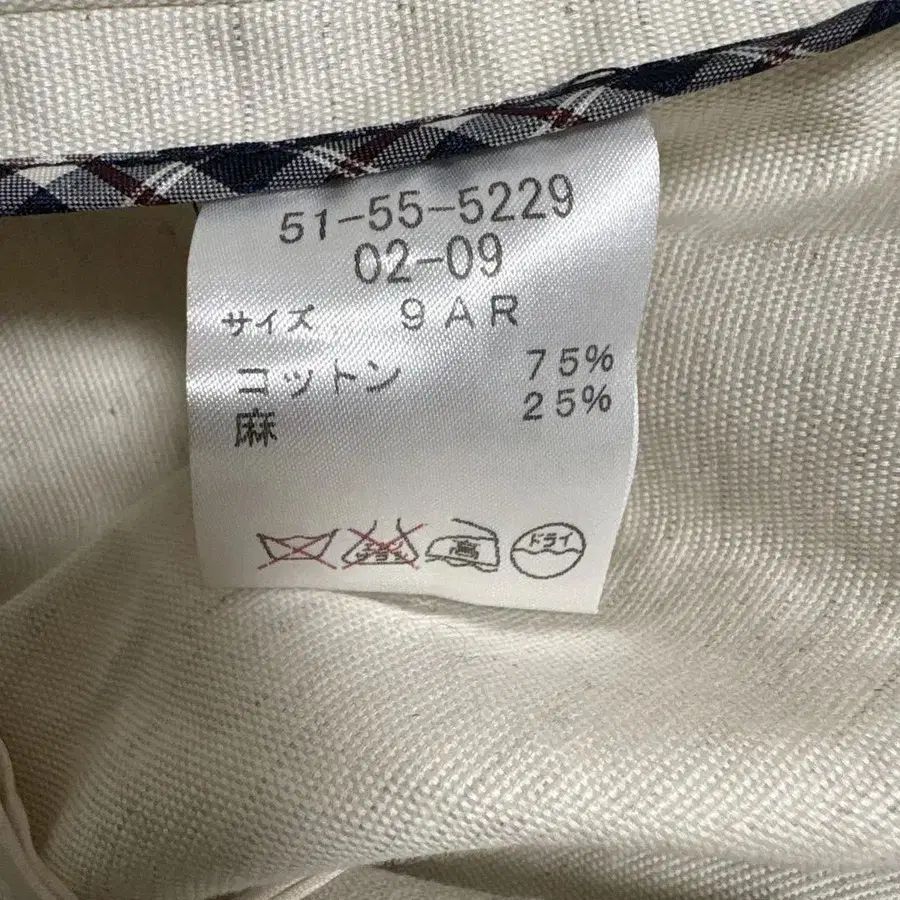 51-55-5229
02-09
サイズ 9AR
コットン 75%
麻 25%
高 ドライ